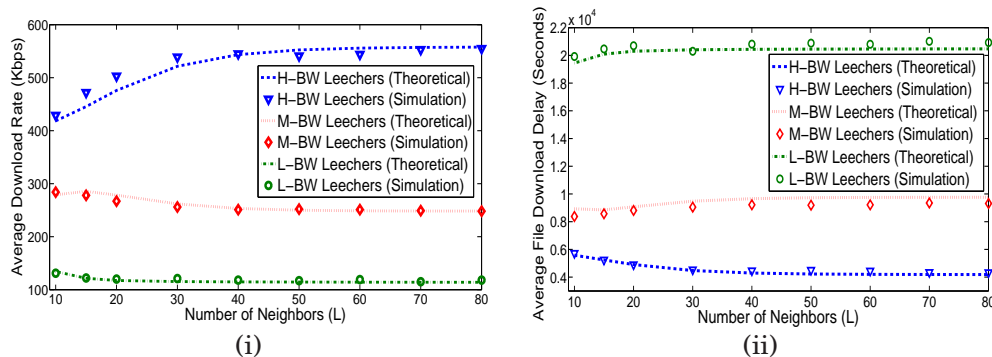 Average Download Rate (Kbps)
600
500
400
300
200
100
H-BW Leechers (Theoretical)
H-BW Leechers (Simulation)
M-BW Leechers (Theoretical)
M-BW Leechers (Simulation)
L-BW Leechers (Theoretical)
L-BW Leechers (Simulation)
10 20 30 40 50 60 70 80
Number of Neighbors (L)
(i)
Average File Download Delay (Seconds)
2.2 x 10^4
2
1.8
1.6
1.4
1.2
1
0.8
0.6
0.4
H-BW Leechers (Theoretical)
H-BW Leechers (Simulation)
M-BW Leechers (Theoretical)
M-BW Leechers (Simulation)
L-BW Leechers (Theoretical)
L-BW Leechers (Simulation)
10 20 30 40 50 60 70 80
Number of Neighbors (L)
(ii)